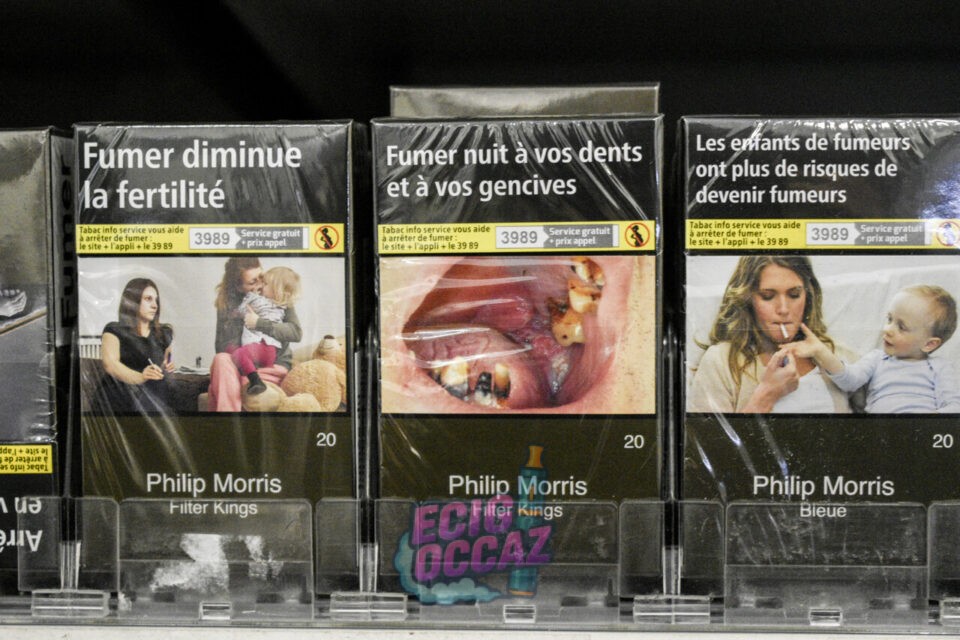 Fumer diminue
la fertilité
Tabac info service vous aide
à arrêter de fumer :
le site + l'appli + le 39 89
3989
Service gratuit
+ prix appel
20
Philip Morris
Filter Kings
Fumer nuit à vos dents
et à vos gencives
Tabac info service vous aide
à arrêter de fumer :
le site + l'appli + le 39 89
3989
Service gratuit
+ prix appel
20
Philip Morris
Filter Kings
Les enfants de fumeurs
ont plus de risques de
devenir fumeurs
Tabac info service vous aide
à arrêter de fumer :
le site + l'appli + le 39 89
3989
Service gratuit
+ prix appel
20
Philip Morris
Bleue
ECIG
OCCAZ
Fumer